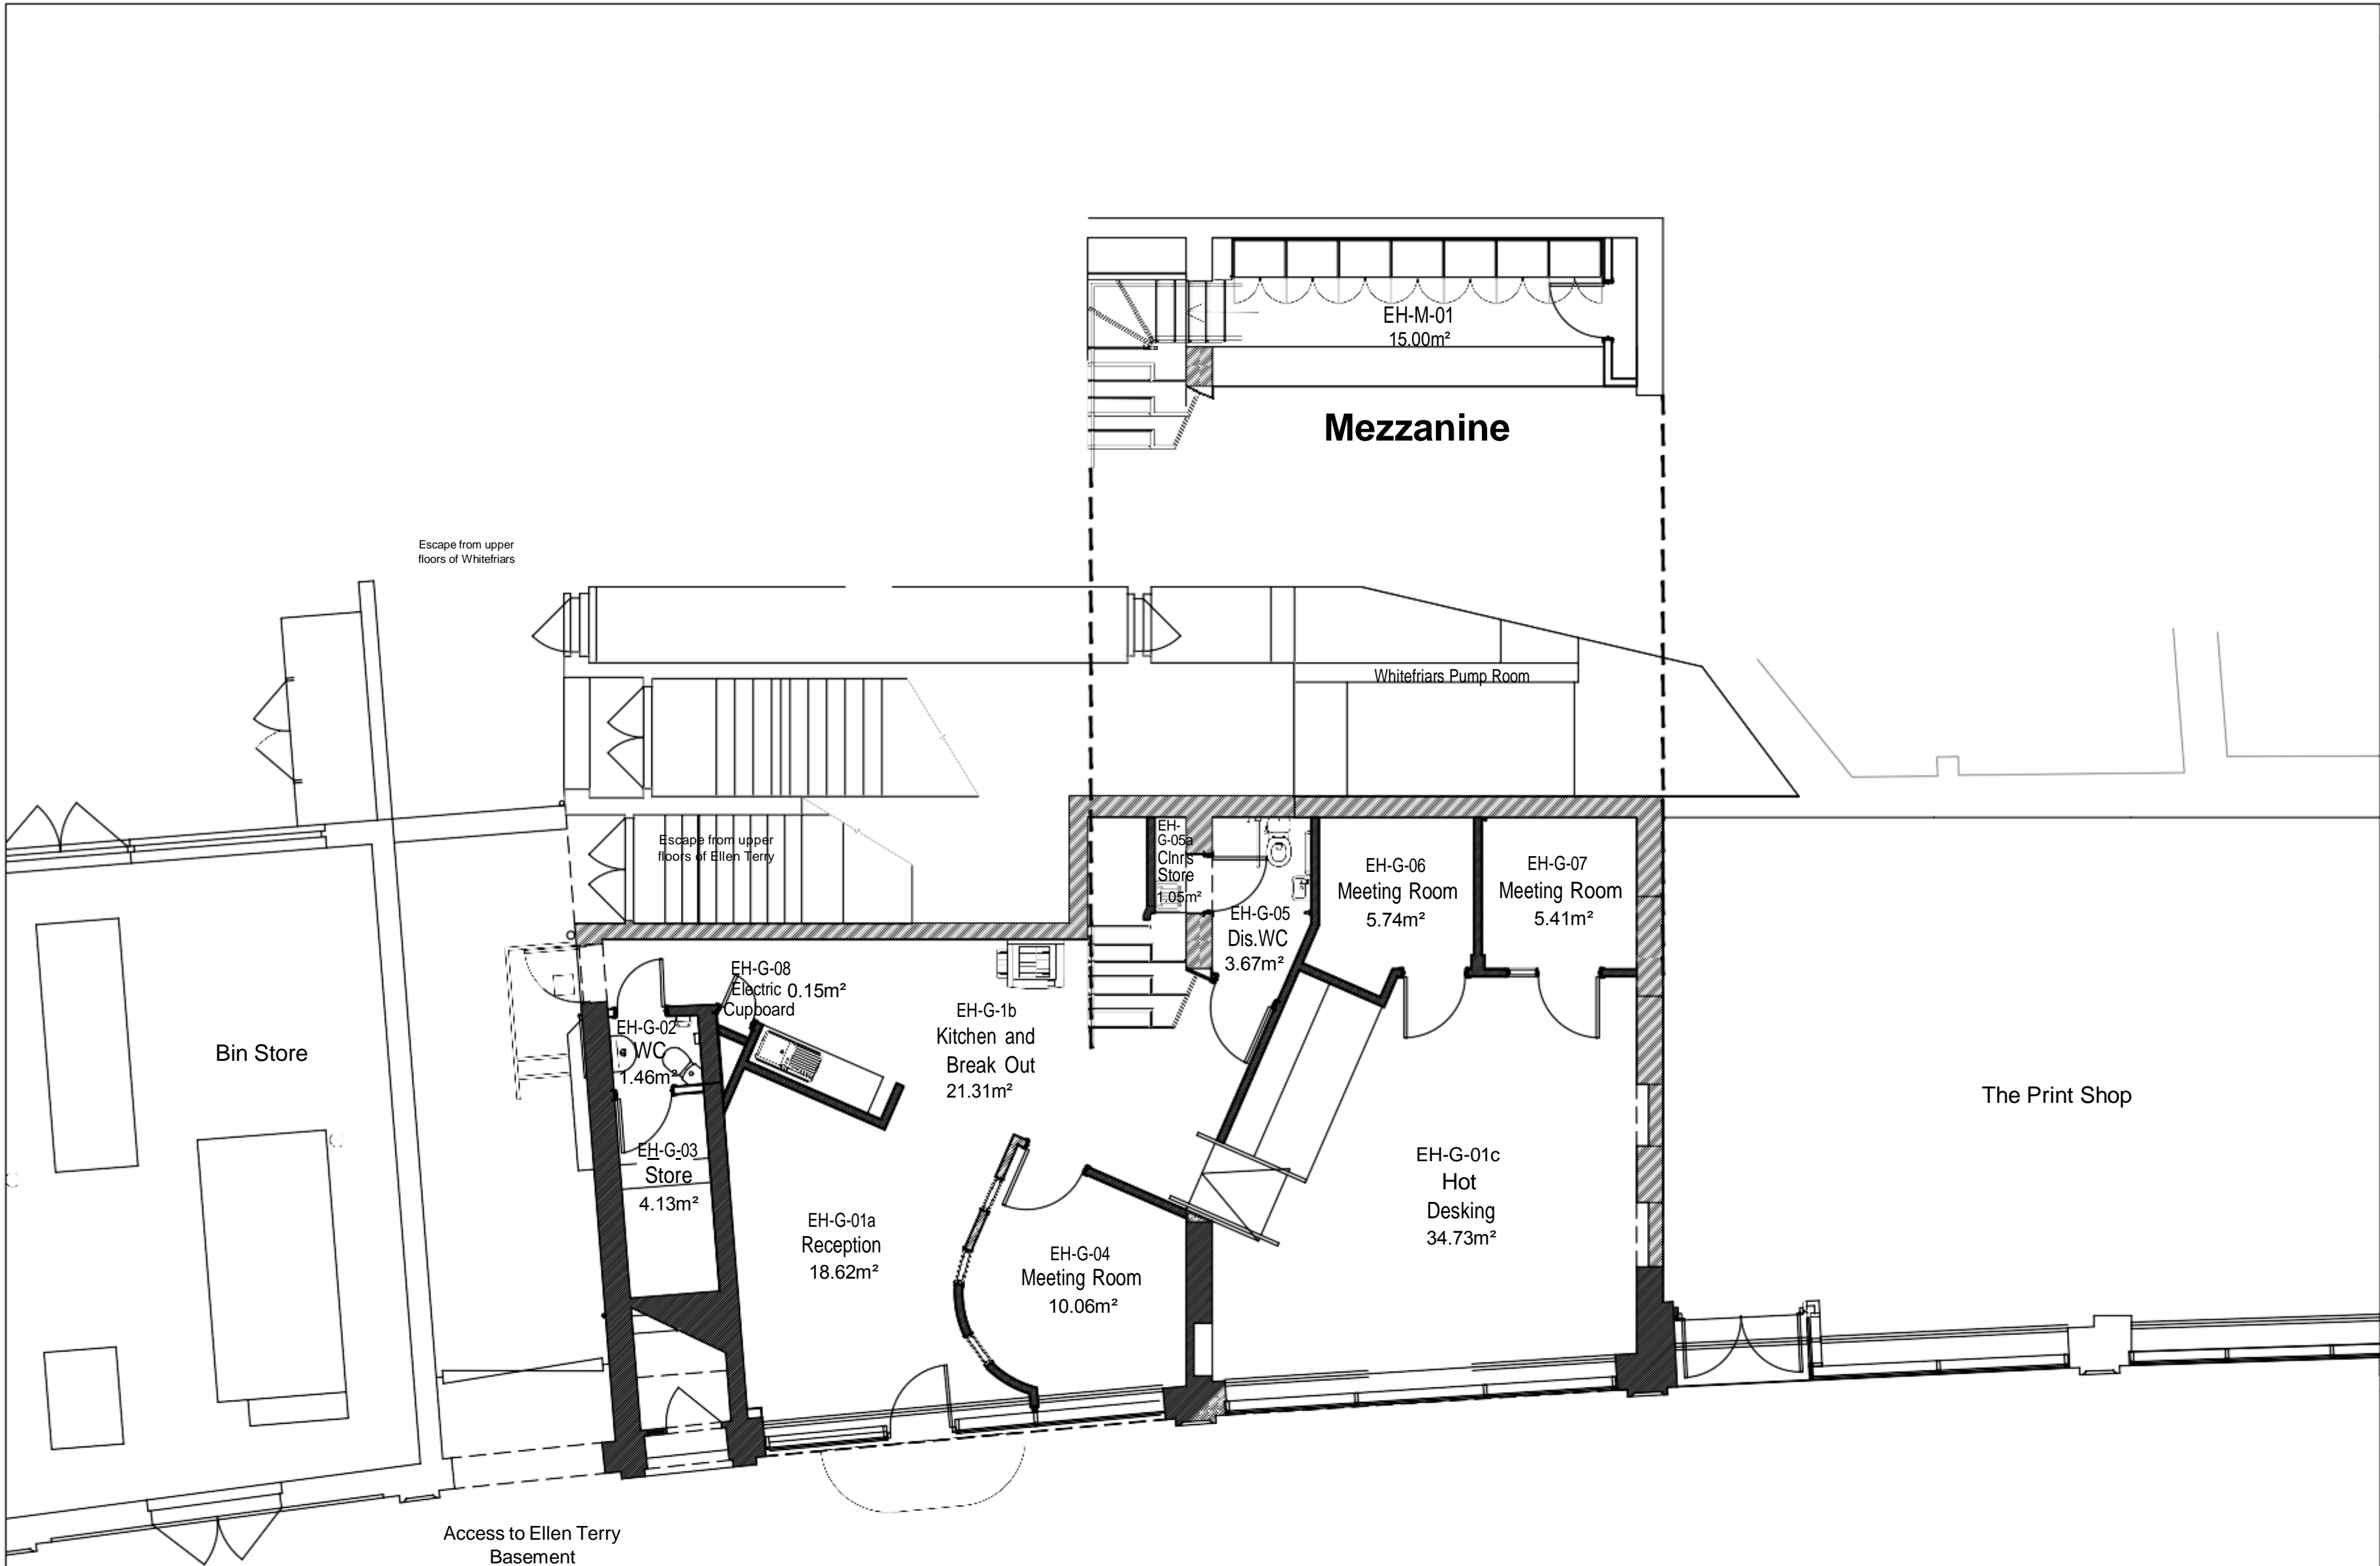 EH-M-01
15.00m²
Mezzanine
Escape from upper
floors of Whitefriars
Whitefriars Pump Room
Escape from upper
floors of Ellen Terry
EH-
G-05a
Clnr's
Store
1.05m²
EH-G-05
Dis.WC
3.67m²
EH-G-06
Meeting Room
5.74m²
EH-G-07
Meeting Room
5.41m²
EH-G-08
Electric 0.15m²
Cupboard
EH-G-1b
Kitchen and
Break Out
21.31m²
EH-G-02
WC
1.46m²
Bin Store
The Print Shop
EH-G-03
Store
4.13m²
EH-G-01a
Reception
18.62m²
EH-G-04
Meeting Room
10.06m²
EH-G-01c
Hot
Desking
34.73m²
Access to Ellen Terry
Basement